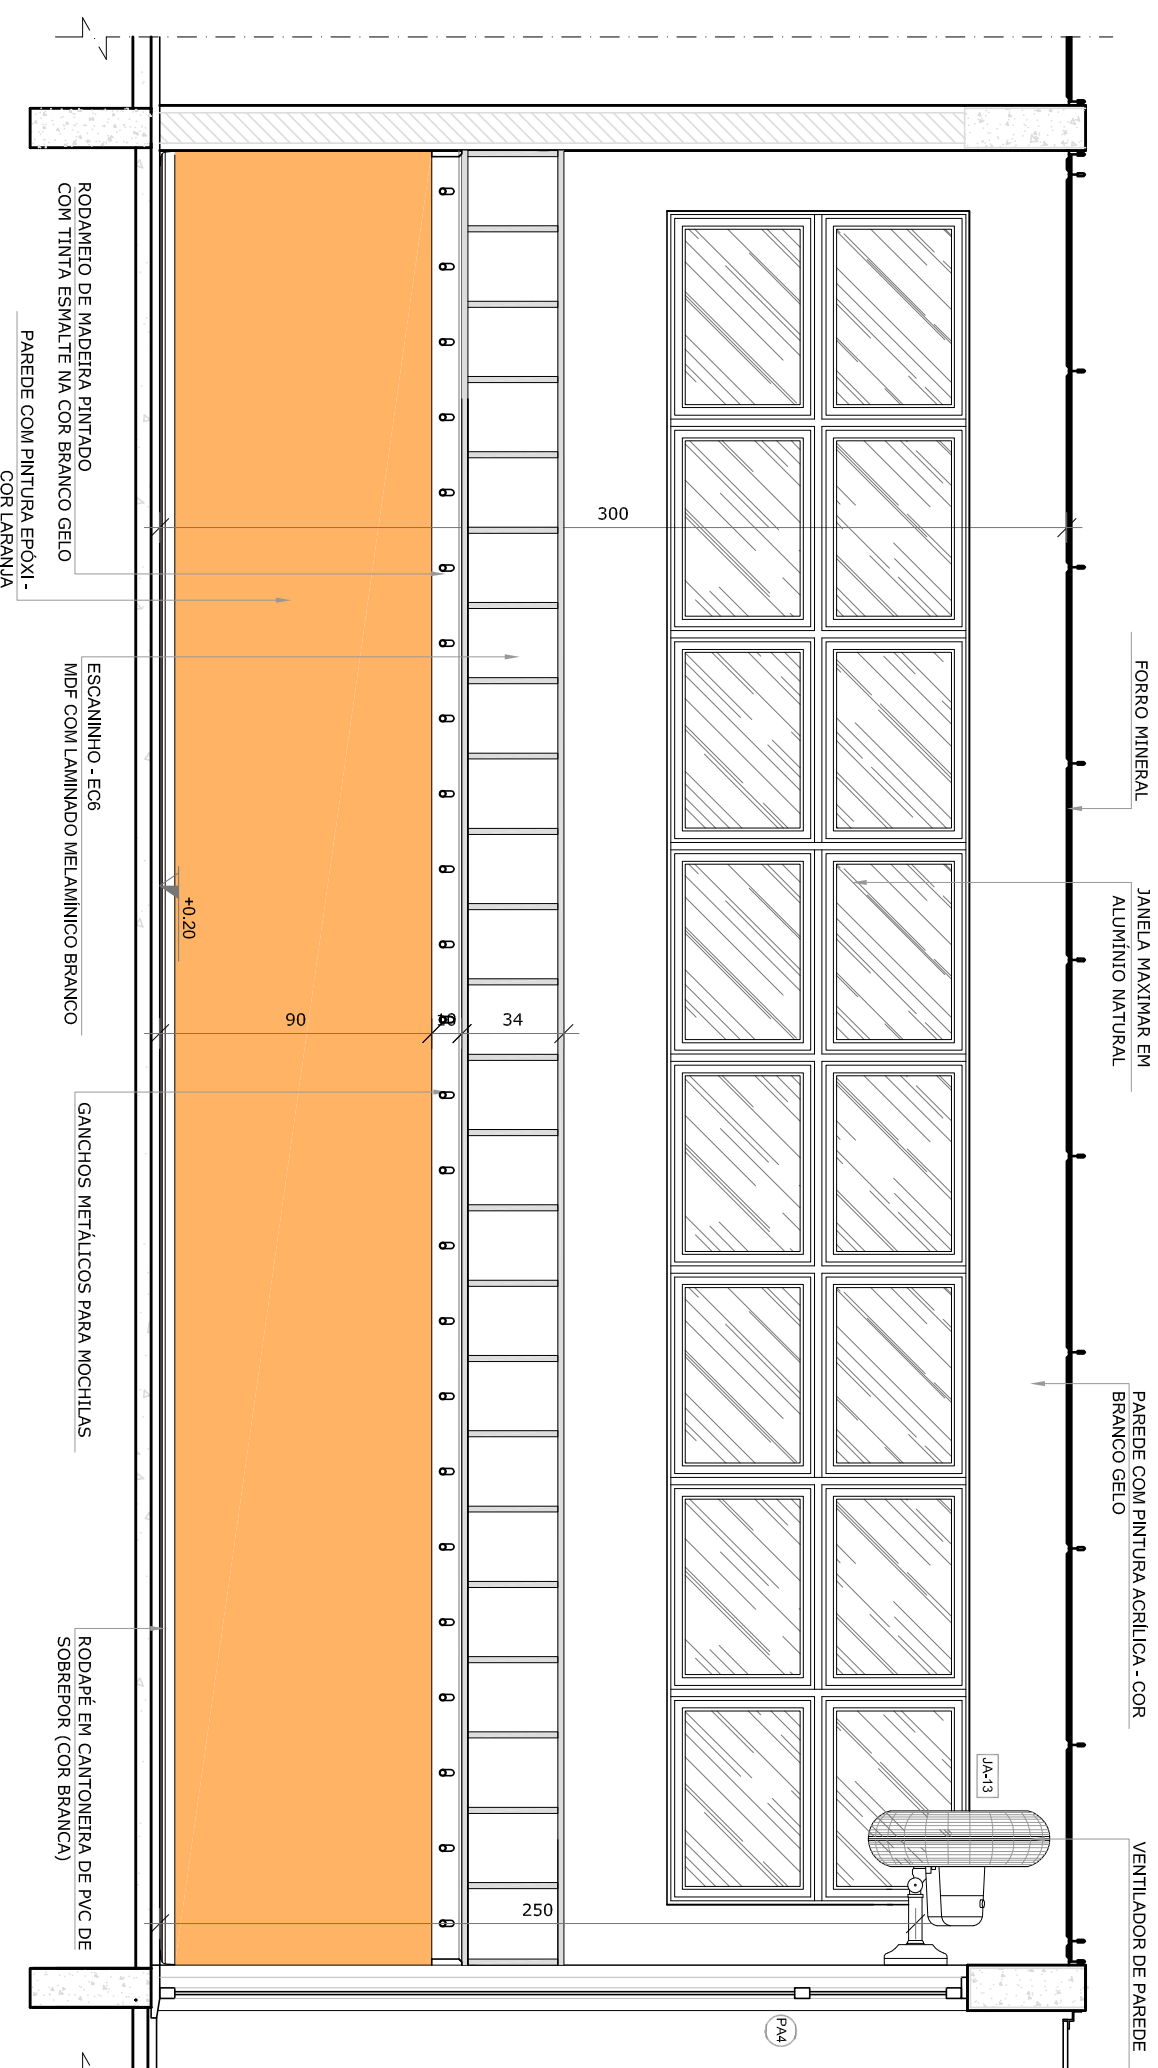 FORRO MINERAL
JANELA MAXIMAR EM
ALUMÍNIO NATURAL
PAREDE COM PINTURA ACRÍLICA - COR
BRANCO GELO
VENTILADOR DE PAREDE
JA-13
PA4
300
250
90
10
34
+0.20
RODAMEIO DE MADEIRA PINTADO
COM TINTA ESMALTE NA COR BRANCO GELO
PAREDE COM PINTURA EPÓXI -
COR LARANJA
ESCANINHO - EC6
MDF COM LAMINADO MELAMÍNICO BRANCO
GANCHOS METÁLICOS PARA MOCHILAS
RODAPÉ EM CANTONEIRA DE PVC DE
SOBREPOR (COR BRANCA)